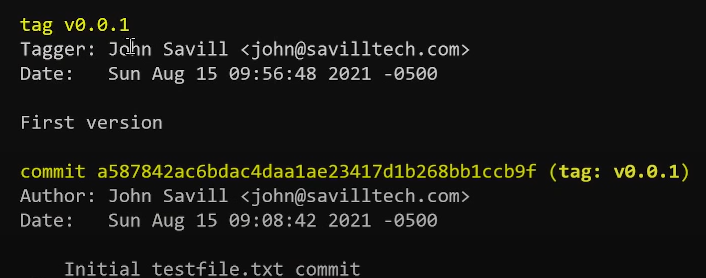 tag v0.0.1
Tagger: John Savill <john@savilltech.com>
Date:   Sun Aug 15 09:56:48 2021 -0500
First version
commit a587842ac6bdac4daa1ae23417d1b268bb1ccb9f (tag: v0.0.1)
Author: John Savill <john@savilltech.com>
Date:   Sun Aug 15 09:08:42 2021 -0500
    Initial testfile.txt commit